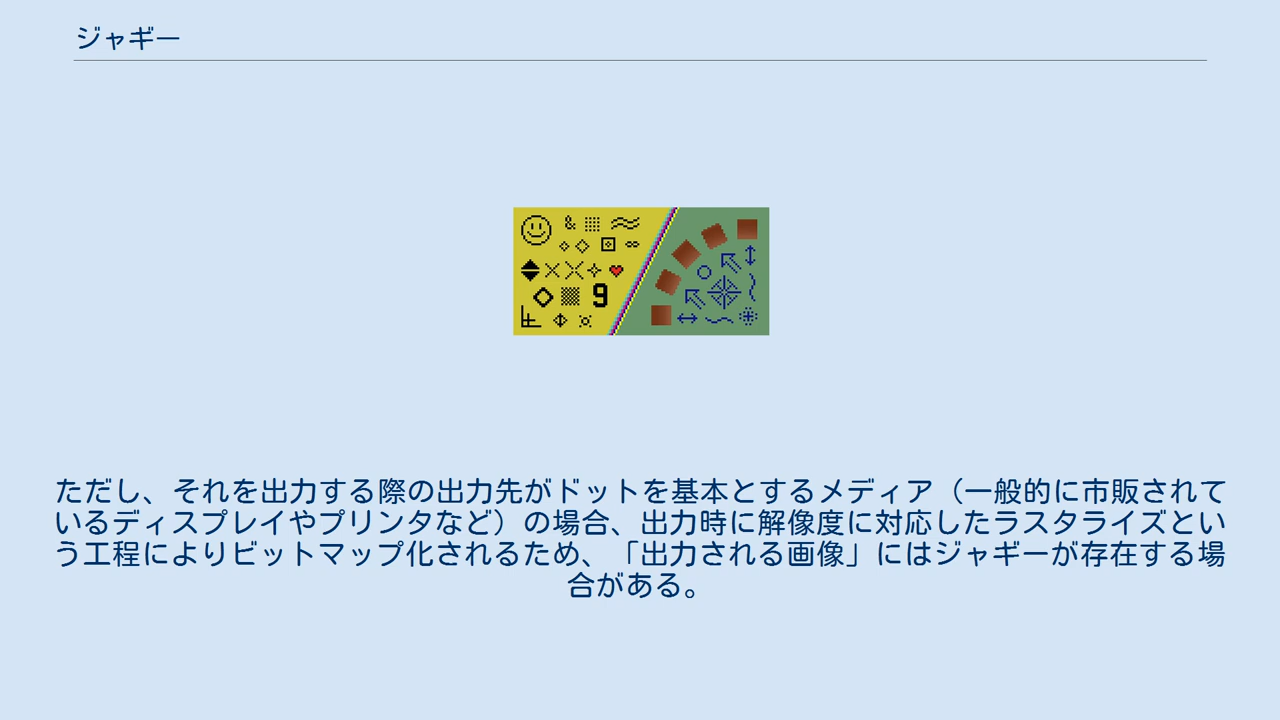 ジャギー
&
9
ただし、それを出力する際の出力先がドットを基本とするメディア（一般的に市販されて
いるディスプレイやプリンタなど）の場合、出力時に解像度に対応したラスタライズとい
う工程によりビットマップ化されるため、「出力される画像」にはジャギーが存在する場
合がある。